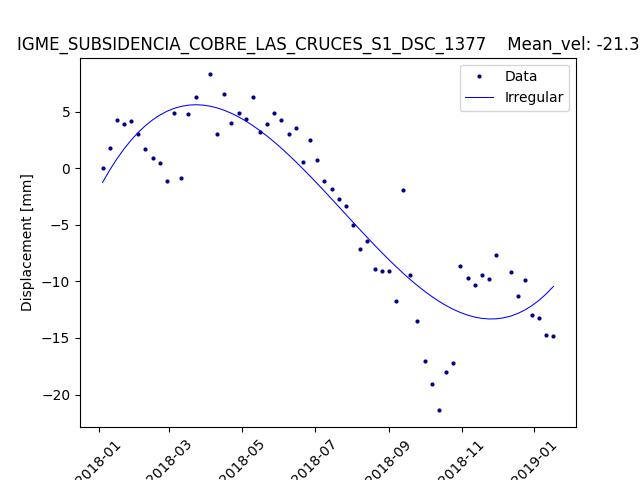 IGME_SUBSIDENCIA_COBRE_LAS_CRUCES_S1_DSC_1377 Mean_vel: -21.3
Data
Irregular
Displacement [mm]
5
0
−5
−10
−15
−20
2018-01 2018-03 2018-05 2018-07 2018-09 2018-11 2019-01